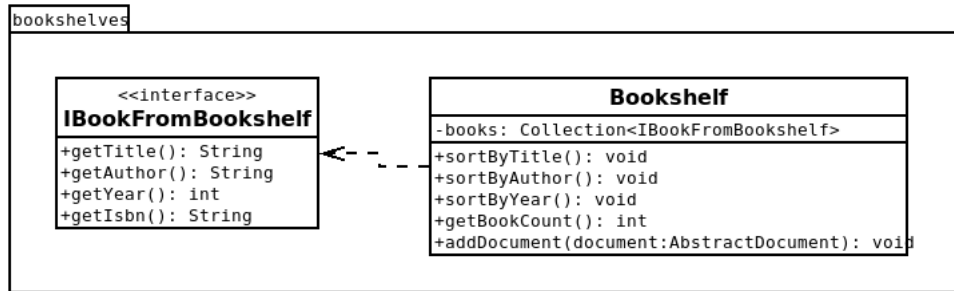 bookshelves
<<interface>>
IBookFromBookshelf
+getTitle(): String
+getAuthor(): String
+getYear(): int
+getIsbn(): String
Bookshelf
-books: Collection<IBookFromBookshelf>
+sortByTitle(): void
+sortByAuthor(): void
+sortByYear(): void
+getBookCount(): int
+addDocument(document:AbstractDocument): void